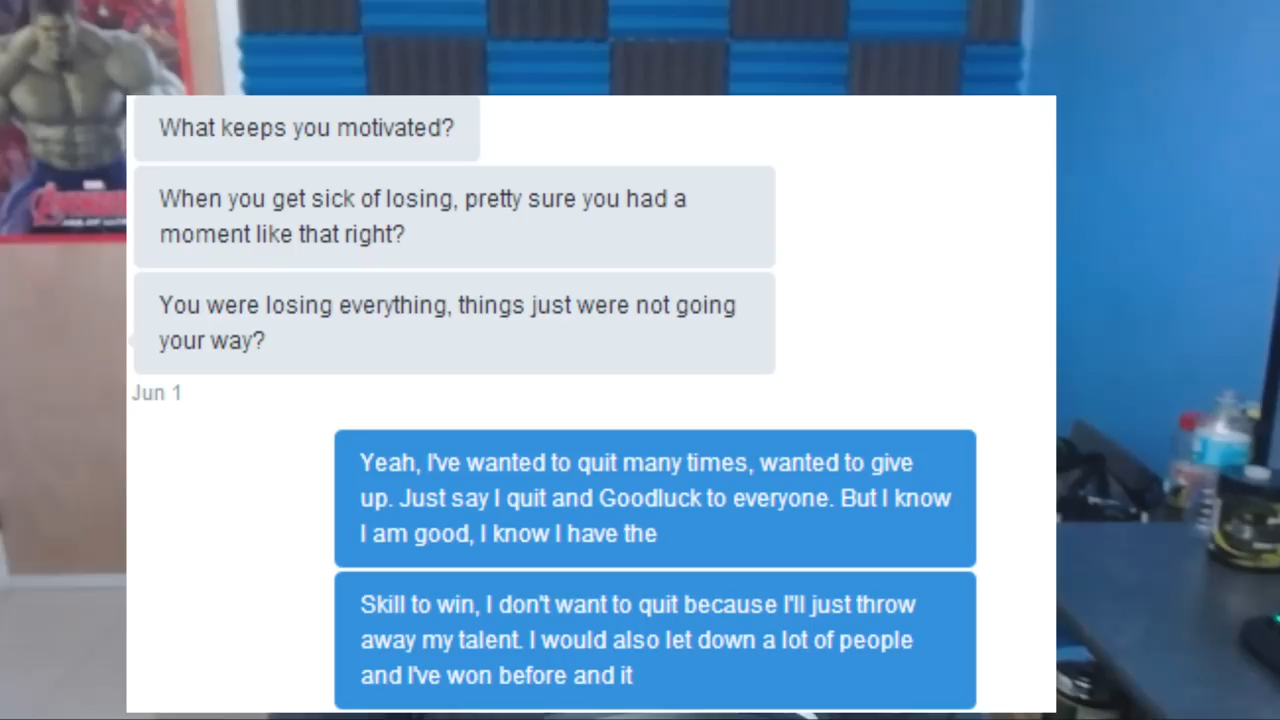 What keeps you motivated?
When you get sick of losing, pretty sure you had a
moment like that right?
You were losing everything, things just were not going
your way?
Jun 1
Yeah, I've wanted to quit many times, wanted to give
up. Just say I quit and Goodluck to everyone. But I know
I am good, I know I have the
Skill to win, I don't want to quit because I'll just throw
away my talent. I would also let down a lot of people
and I've won before and it